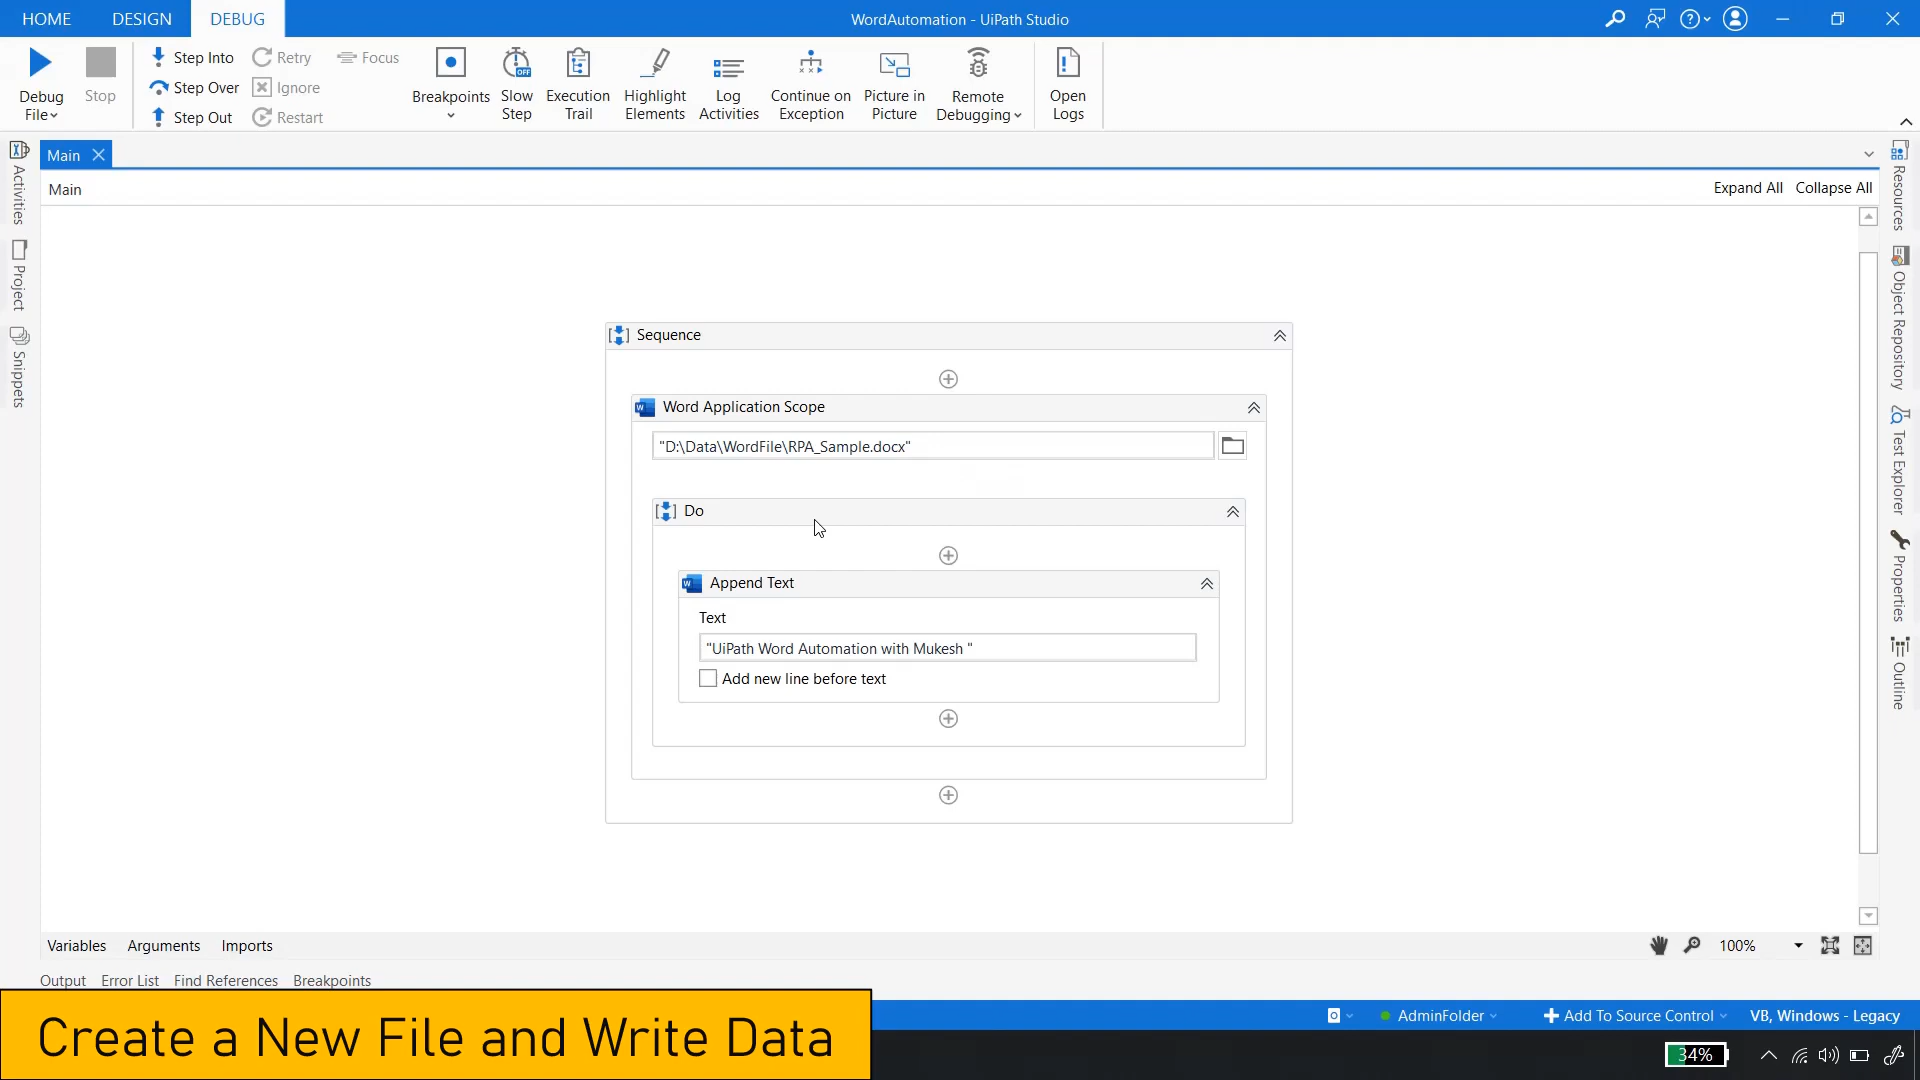 HOME DESIGN DEBUG
WordAutomation - UiPath Studio
Debug
File
Stop
Step Into
Step Over
Step Out
Retry
Ignore
Restart
Focus
Breakpoints
Slow
Step
OFF
Execution
Trail
Highlight
Elements
Log
Activities
Continue on
Exception
Picture in
Picture
Remote
Debugging
Open
Logs
Main
Main
Expand All Collapse All
Activities
Project
Snippets
Resources
Object Repository
Test Explorer
Properties
Outline
Sequence
Word Application Scope
"D:\Data\WordFile\RPA_Sample.docx"
Do
Append Text
Text
"UiPath Word Automation with Mukesh "
Add new line before text
Variables Arguments Imports
100%
Output Error List Find References Breakpoints
AdminFolder
Add To Source Control
VB, Windows - Legacy
Create a New File and Write Data
34%